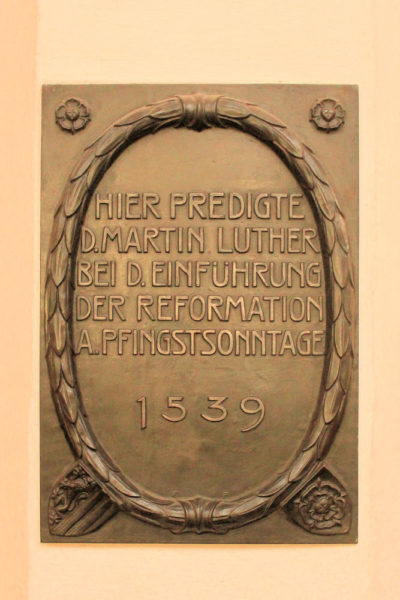 HIER PREDIGTE
D. MARTIN LUTHER
BEI D. EINFÜHRUNG
DER REFORMATION
A. PFINGSTSONNTAGE
1539